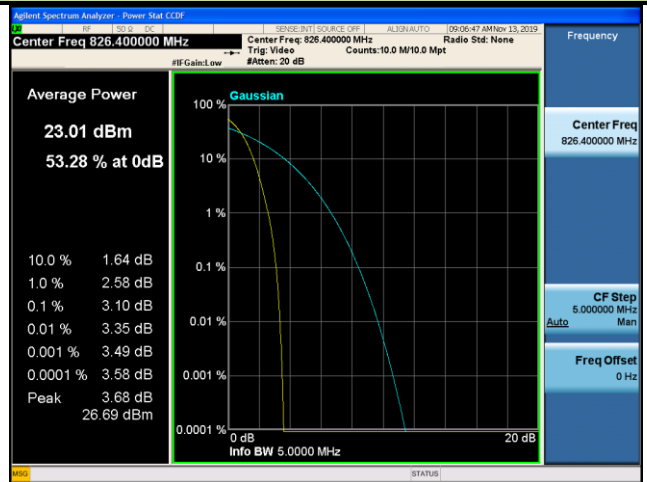 Agilent Spectrum Analyzer - Power Stat CCDF
RF 50 Ω DC SENSE:INT SOURCE OFF ALIGNAUTO 09:06:47 AM Nov 13, 2019
Center Freq 826.400000 MHz
Center Freq: 826.400000 MHz Radio Std: None
Trig: Video Counts:10.0 M/10.0 Mpt
#IFGain:Low #Atten: 20 dB
Frequency
Average Power
23.01 dBm
53.28 % at 0dB
10.0 % 1.64 dB
1.0 % 2.58 dB
0.1 % 3.10 dB
0.01 % 3.35 dB
0.001 % 3.49 dB
0.0001 % 3.58 dB
Peak 3.68 dB
26.69 dBm
Gaussian
100 %
10 %
1 %
0.1 %
0.01 %
0.001 %
0.0001 %
0 dB 20 dB
Info BW 5.0000 MHz
Center Freq
826.400000 MHz
CF Step
5.000000 MHz
Auto Man
Freq Offset
0 Hz
MSG STATUS